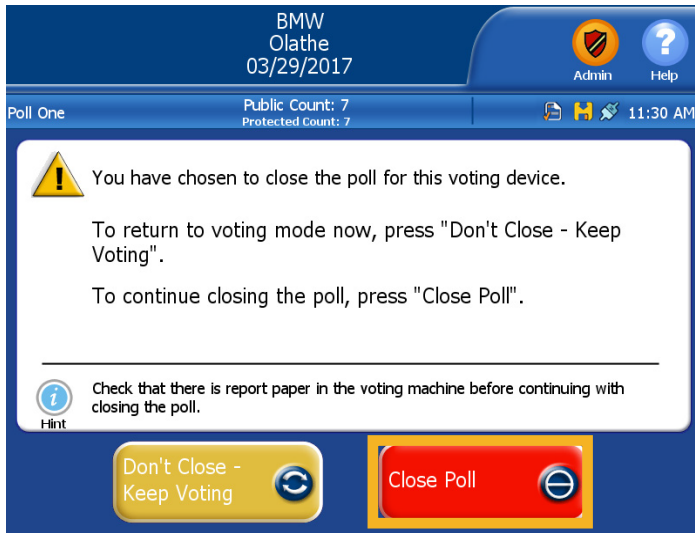 BMW
Olathe
03/29/2017
Admin
?
Help
Poll One
Public Count: 7
Protected Count: 7
11:30 AM
!
You have chosen to close the poll for this voting device.
To return to voting mode now, press "Don't Close - Keep
Voting".
To continue closing the poll, press "Close Poll".
i
Hint
Check that there is report paper in the voting machine before continuing with
closing the poll.
Don't Close -
Keep Voting
Close Poll